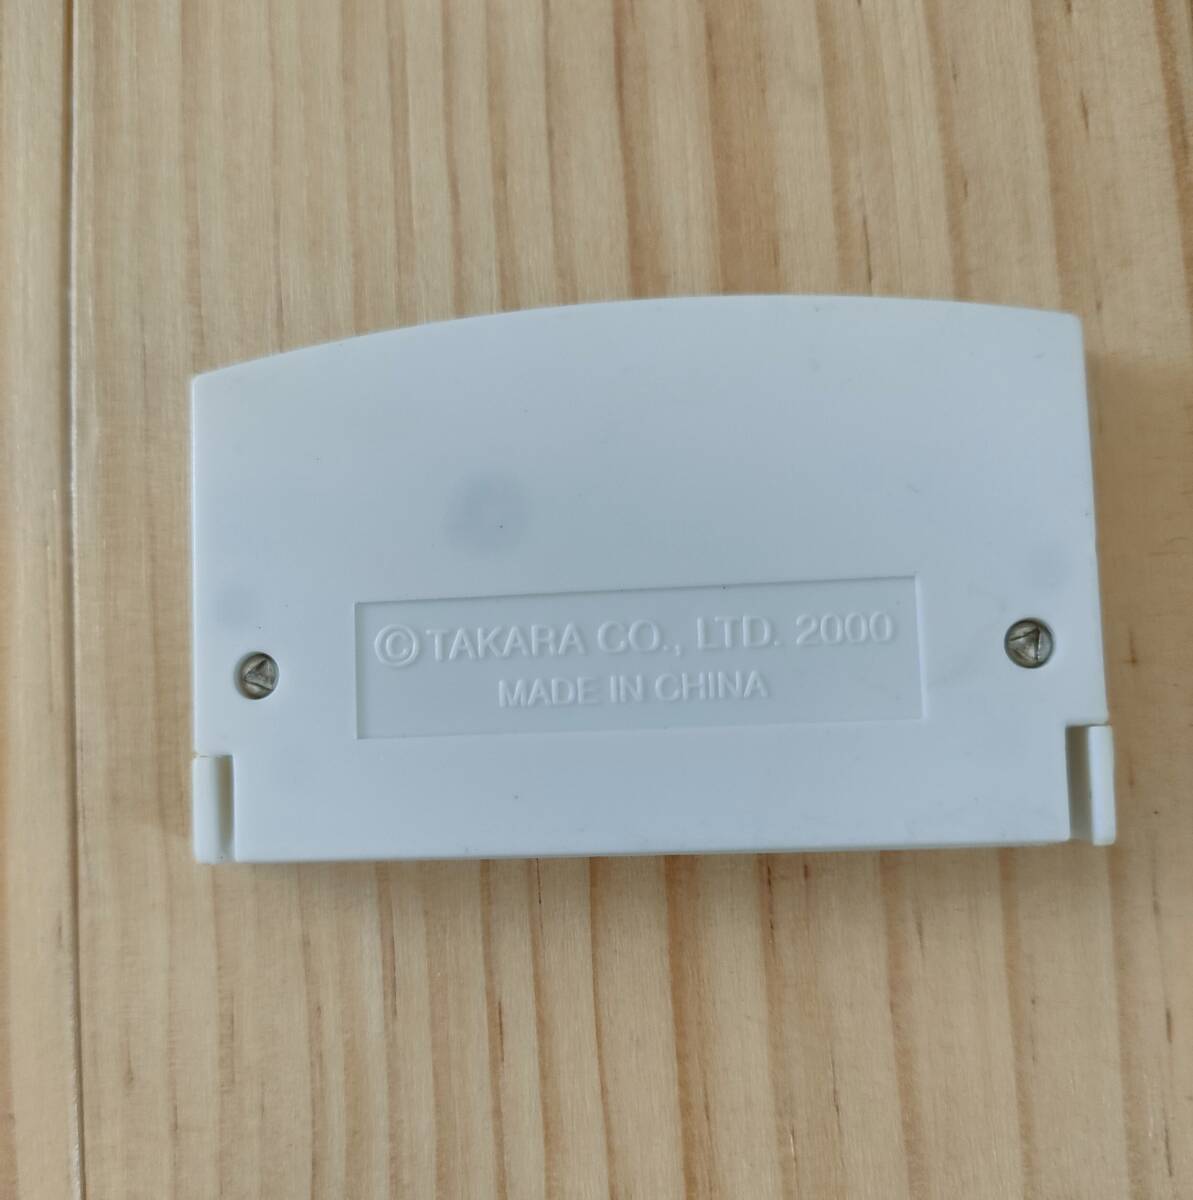 © TAKARA CO., LTD. 2000
MADE IN CHINA